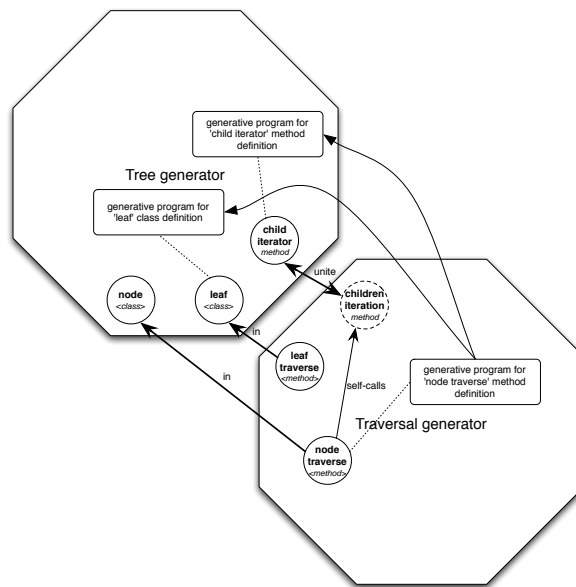 generative program for
'child iterator' method
definition
Tree generator
generative program for
'leaf' class definition
child
iterator
method
unite
node
<class>
leaf
<class>
children
iteration
method
in
leaf
traverse
<method>
in
self-calls
generative program for
'node traverse' method
definition
Traversal generator
node
traverse
<method>